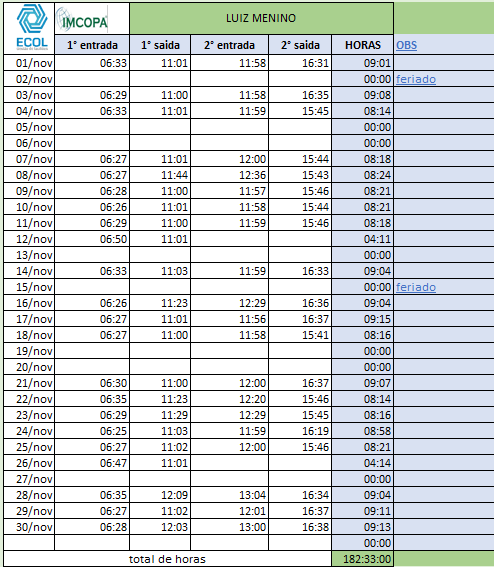 LUIZ MENINO
ECOL
IMCOPA
1° entrada 1° saida 2° entrada 2° saida HORAS OBS
01/nov 06:33 11:01 11:58 16:31 09:01
02/nov 00:00 feriado
03/nov 06:29 11:00 11:58 16:35 09:08
04/nov 06:33 11:01 11:59 15:45 08:14
05/nov 00:00
06/nov 00:00
07/nov 06:27 11:01 12:00 15:44 08:18
08/nov 06:27 11:44 12:36 15:43 08:24
09/nov 06:28 11:00 11:57 15:46 08:21
10/nov 06:26 11:01 11:58 15:44 08:21
11/nov 06:29 11:00 11:59 15:46 08:18
12/nov 06:50 11:01 04:11
13/nov 00:00
14/nov 06:33 11:03 11:59 16:33 09:04
15/nov 00:00 feriado
16/nov 06:26 11:23 12:29 16:36 09:04
17/nov 06:27 11:01 11:56 16:37 09:15
18/nov 06:27 11:00 11:58 15:41 08:16
19/nov 00:00
20/nov 00:00
21/nov 06:30 11:00 12:00 16:37 09:07
22/nov 06:35 11:23 12:20 15:46 08:14
23/nov 06:29 11:29 12:29 15:45 08:16
24/nov 06:25 11:03 11:59 16:19 08:58
25/nov 06:27 11:02 12:00 15:46 08:21
26/nov 06:47 11:01 04:14
27/nov 00:00
28/nov 06:35 12:09 13:04 16:34 09:04
29/nov 06:27 11:02 12:01 16:37 09:11
30/nov 06:28 12:03 13:00 16:38 09:13
00:00
total de horas 182:33:00